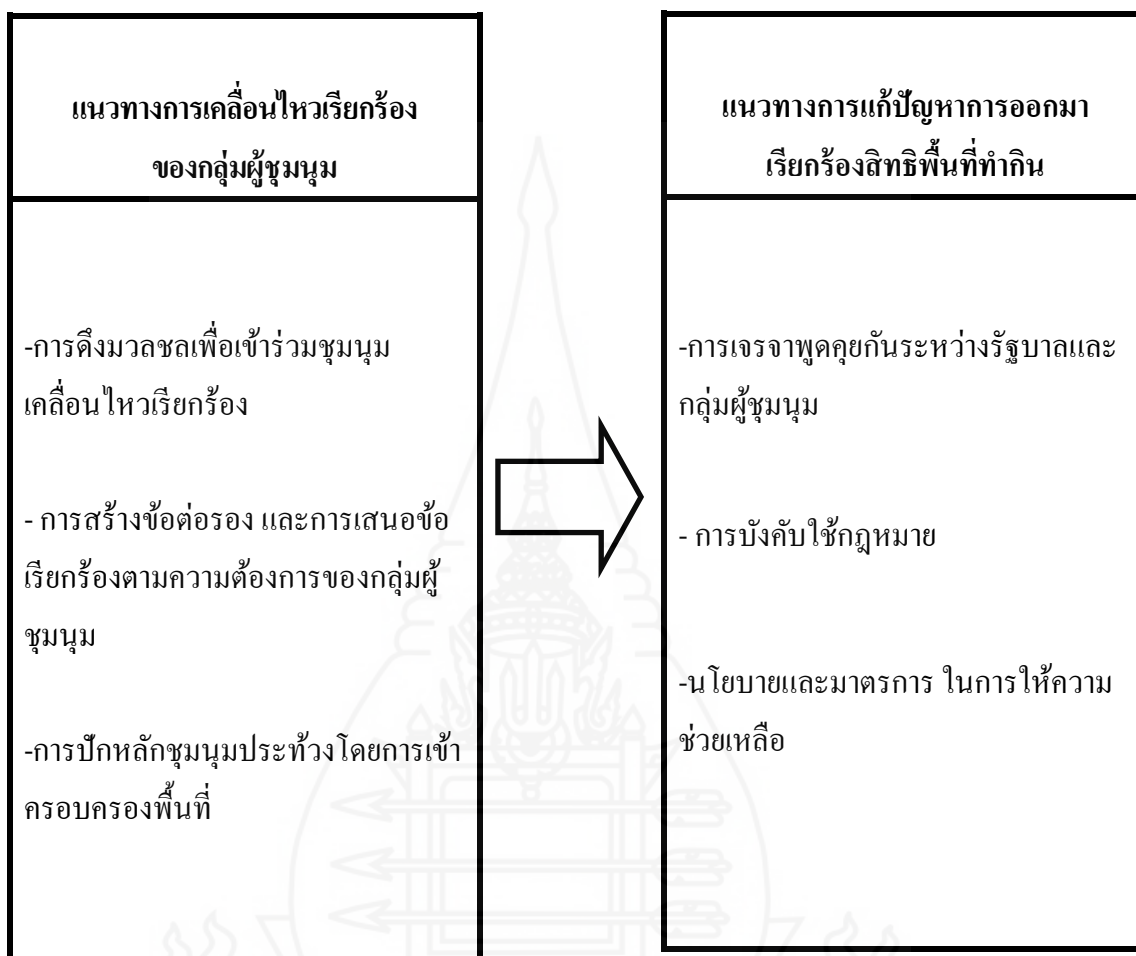 แนวทางการเคลื่อนไหวเรียกร้อง
ของกลุ่มผู้ชุมนุม
-การดึงมวลชลเพื่อเข้าร่วมชุมนุม
เคลื่อนไหวเรียกร้อง
- การสร้างข้อต่อรอง และการเสนอข้อ
เรียกร้องตามความต้องการของกลุ่มผู้
ชุมนุม
-การปักหลักชุมนุมประท้วงโดยการเข้า
ครอบครองพื้นที่
แนวทางการแก้ปัญหาการออกมา
เรียกร้องสิทธิพื้นที่ทำกิน
-การเจรจาพูดคุยกันระหว่างรัฐบาลและ
กลุ่มผู้ชุมนุม
- การบังคับใช้กฎหมาย
-นโยบายและมาตรการ ในการให้ความ
ช่วยเหลือ